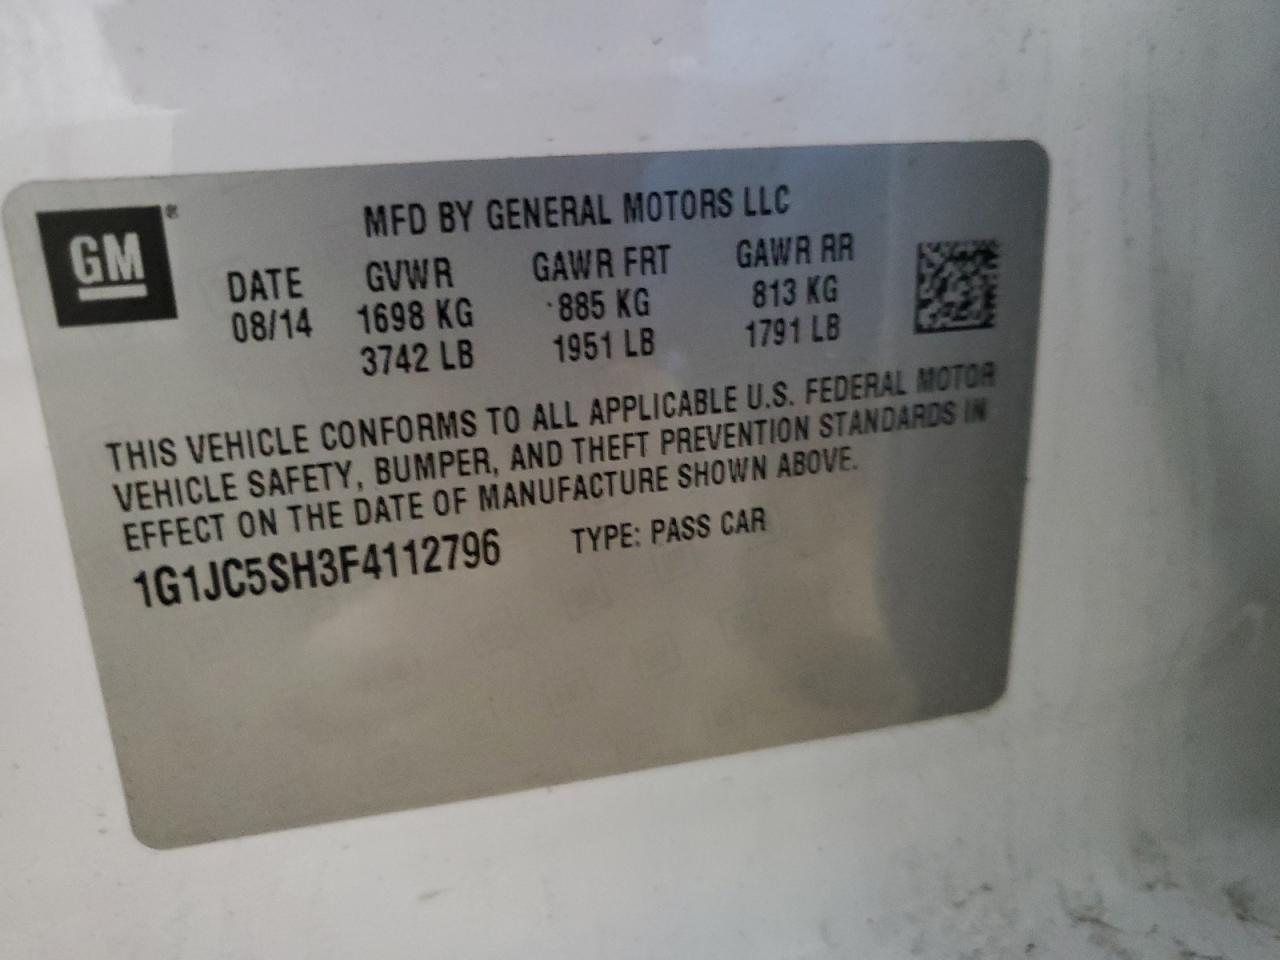 GM®
MFD BY GENERAL MOTORS LLC
DATE GVWR GAWR FRT GAWR RR
08/14 1698 KG 885 KG 813 KG
3742 LB 1951 LB 1791 LB
THIS VEHICLE CONFORMS TO ALL APPLICABLE U.S. FEDERAL MOTOR
VEHICLE SAFETY, BUMPER, AND THEFT PREVENTION STANDARDS IN
EFFECT ON THE DATE OF MANUFACTURE SHOWN ABOVE.
1G1JC5SH3F4112796 TYPE: PASS CAR